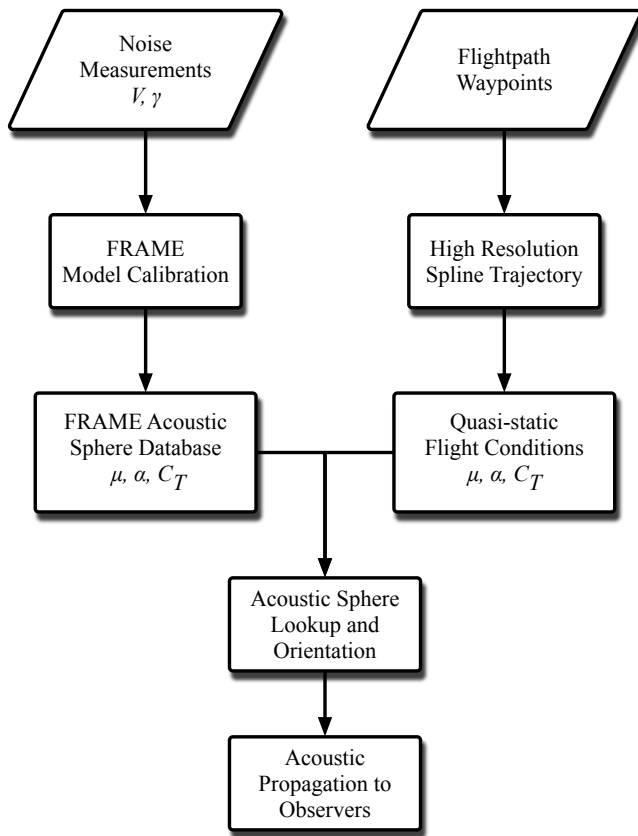 Noise
Measurements
V, γ
Flightpath
Waypoints
FRAME
Model Calibration
High Resolution
Spline Trajectory
FRAME Acoustic
Sphere Database
μ, α, C_T
Quasi-static
Flight Conditions
μ, α, C_T
Acoustic Sphere
Lookup and
Orientation
Acoustic
Propagation to
Observers